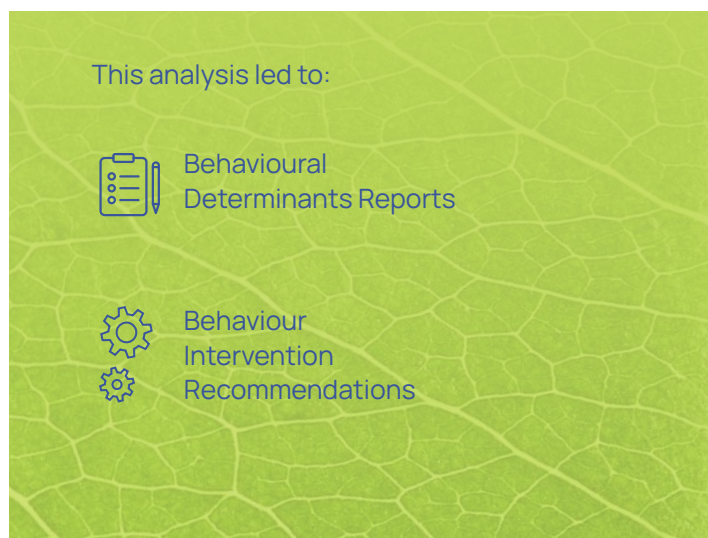 This analysis led to:
Behavioural
Determinants Reports
Behaviour
Intervention
Recommendations